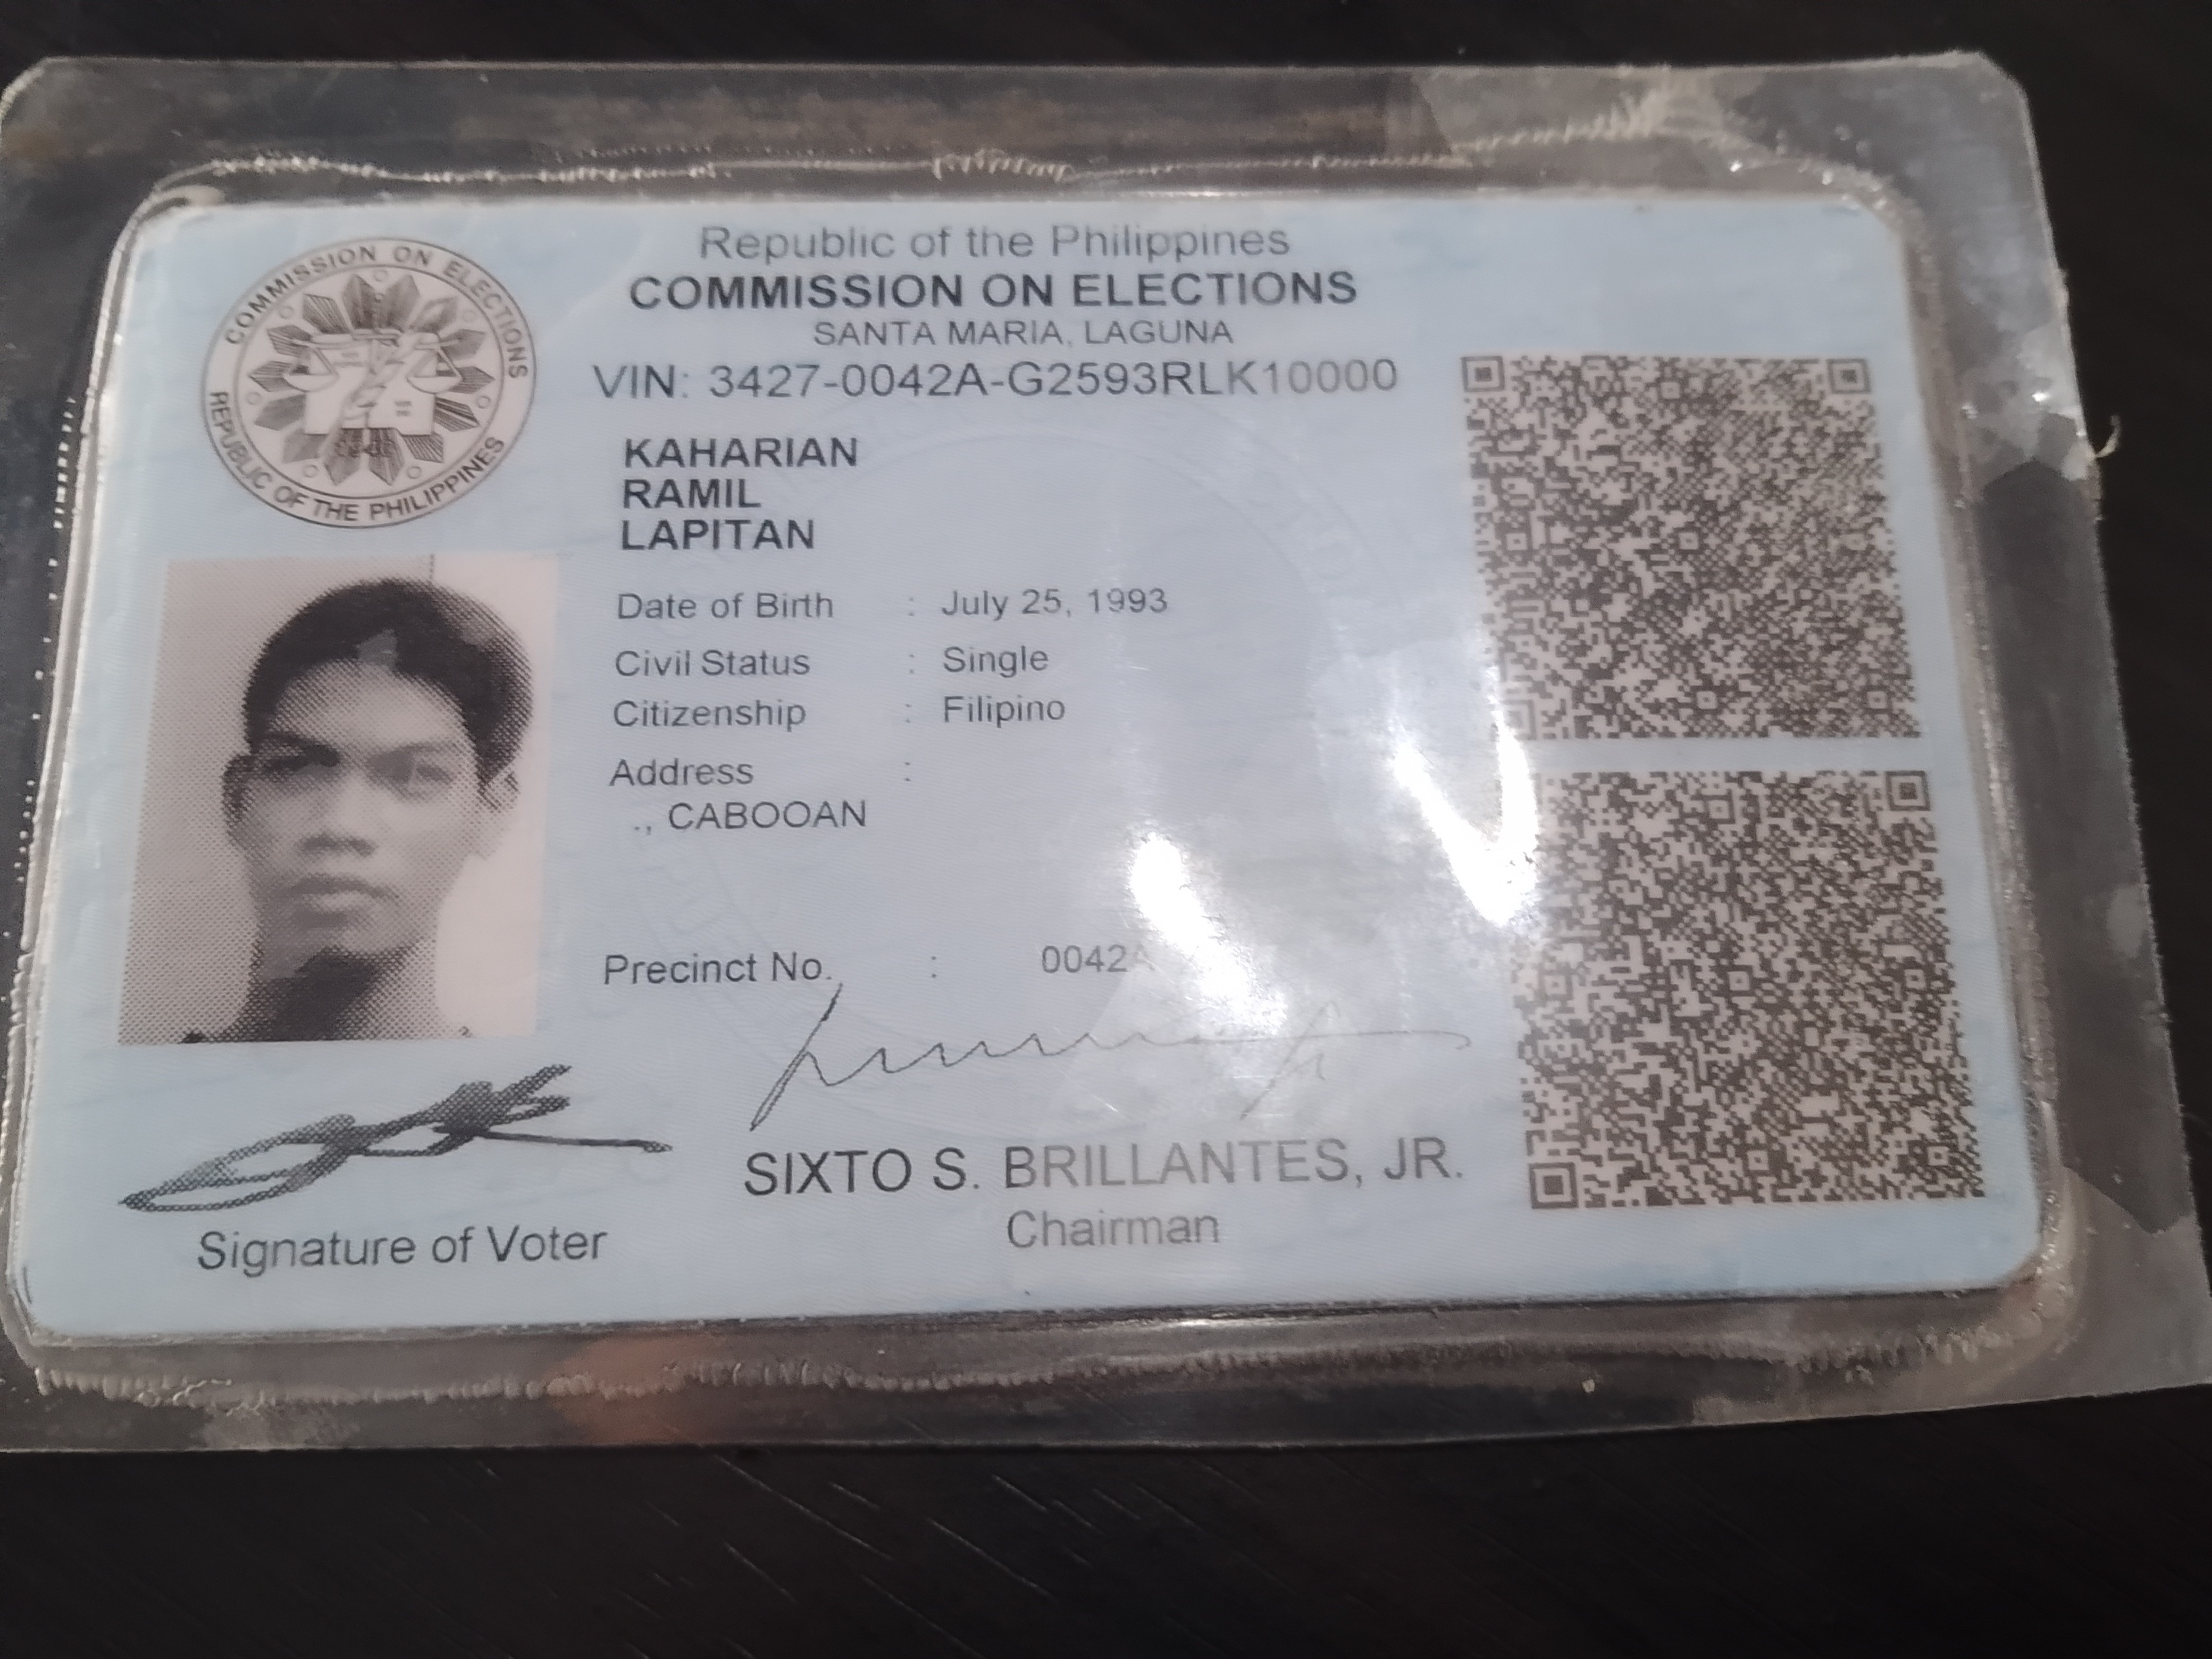 COMMISSION ON ELECTIONS
REPUBLIC OF THE PHILIPPINES
Republic of the Philippines
COMMISSION ON ELECTIONS
SANTA MARIA, LAGUNA
VIN: 3427-0042A-G2593RLK10000
KAHARIAN
RAMIL
LAPITAN
Date of Birth : July 25, 1993
Civil Status : Single
Citizenship : Filipino
Address :
., CABOOAN
Precinct No. : 0042A
SIXTO S. BRILLANTES, JR.
Chairman
Signature of Voter